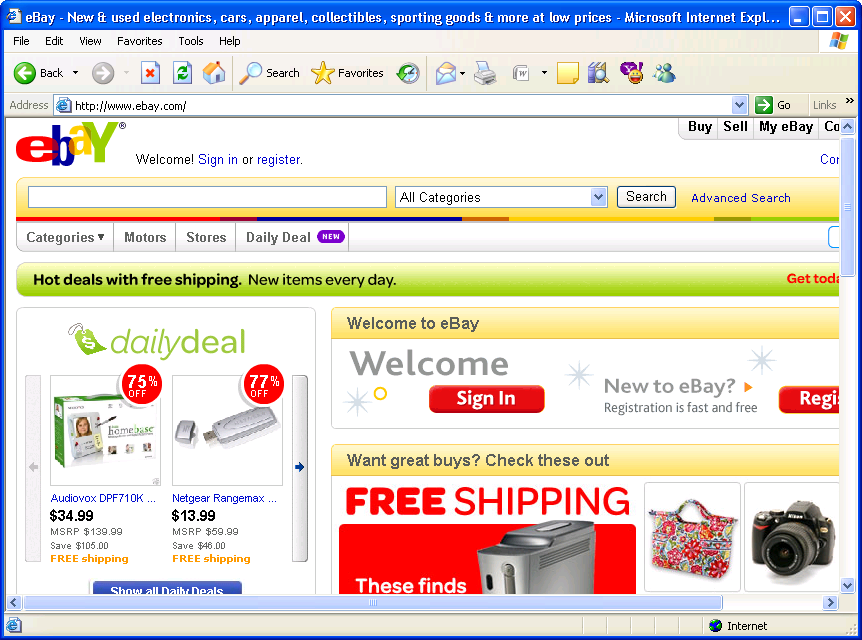 eBay - New & used electronics, cars, apparel, collectibles, sporting goods & more at low prices - Microsoft Internet Expl...
File Edit View Favorites Tools Help
Back Search Favorites
Address http://www.ebay.com/ Go Links »
ebay®
Buy Sell My eBay Co
Welcome! Sign in or register.
Cor
All Categories Search Advanced Search
Categories ▾ Motors Stores Daily Deal NEW
Hot deals with free shipping. New items every day. Get toda
dailydeal
75% OFF 77% OFF
homebase
Audiovox DPF710K ... Netgear Rangemax ...
$34.99 $13.99
MSRP $139.99 MSRP $59.99
Save $105.00 Save $46.00
FREE shipping FREE shipping
Show all Daily Deals
Welcome to eBay
Welcome
Sign In
New to eBay?
Registration is fast and free
Regi
Want great buys? Check these out
FREE SHIPPING
These finds
Nikon
Internet